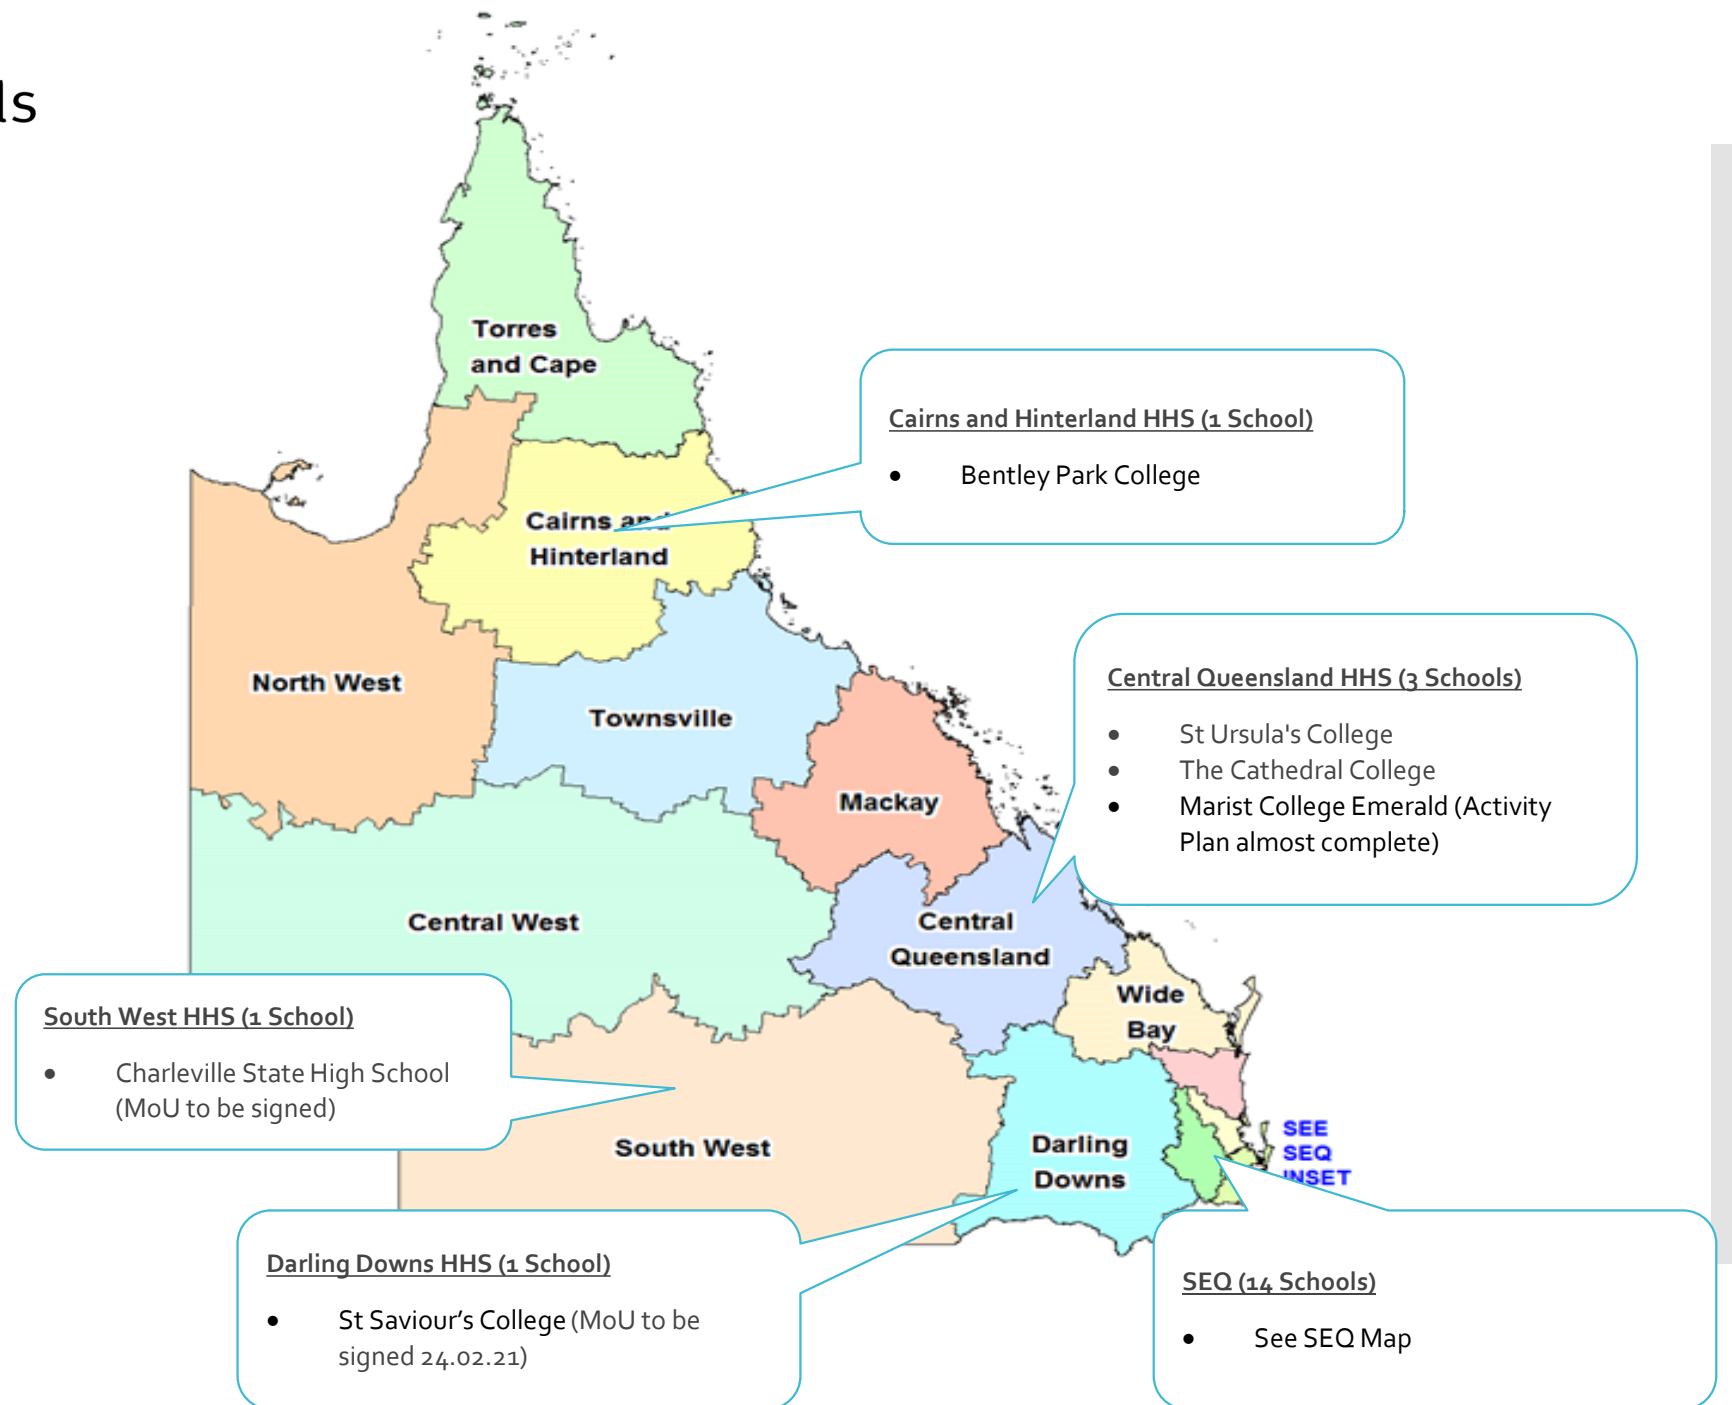 ls
Torres
and Cape
Cairns and Hinterland HHS (1 School)
• Bentley Park College
Cairns and
Hinterland
North West
Townsville
Central Queensland HHS (3 Schools)
• St Ursula's College
• The Cathedral College
• Marist College Emerald (Activity
Plan almost complete)
Mackay
Central West
Central
Queensland
Wide
Bay
South West HHS (1 School)
• Charleville State High School
(MoU to be signed)
South West
Darling
Downs
SEE
SEQ
INSET
Darling Downs HHS (1 School)
• St Saviour’s College (MoU to be
signed 24.02.21)
SEQ (14 Schools)
• See SEQ Map